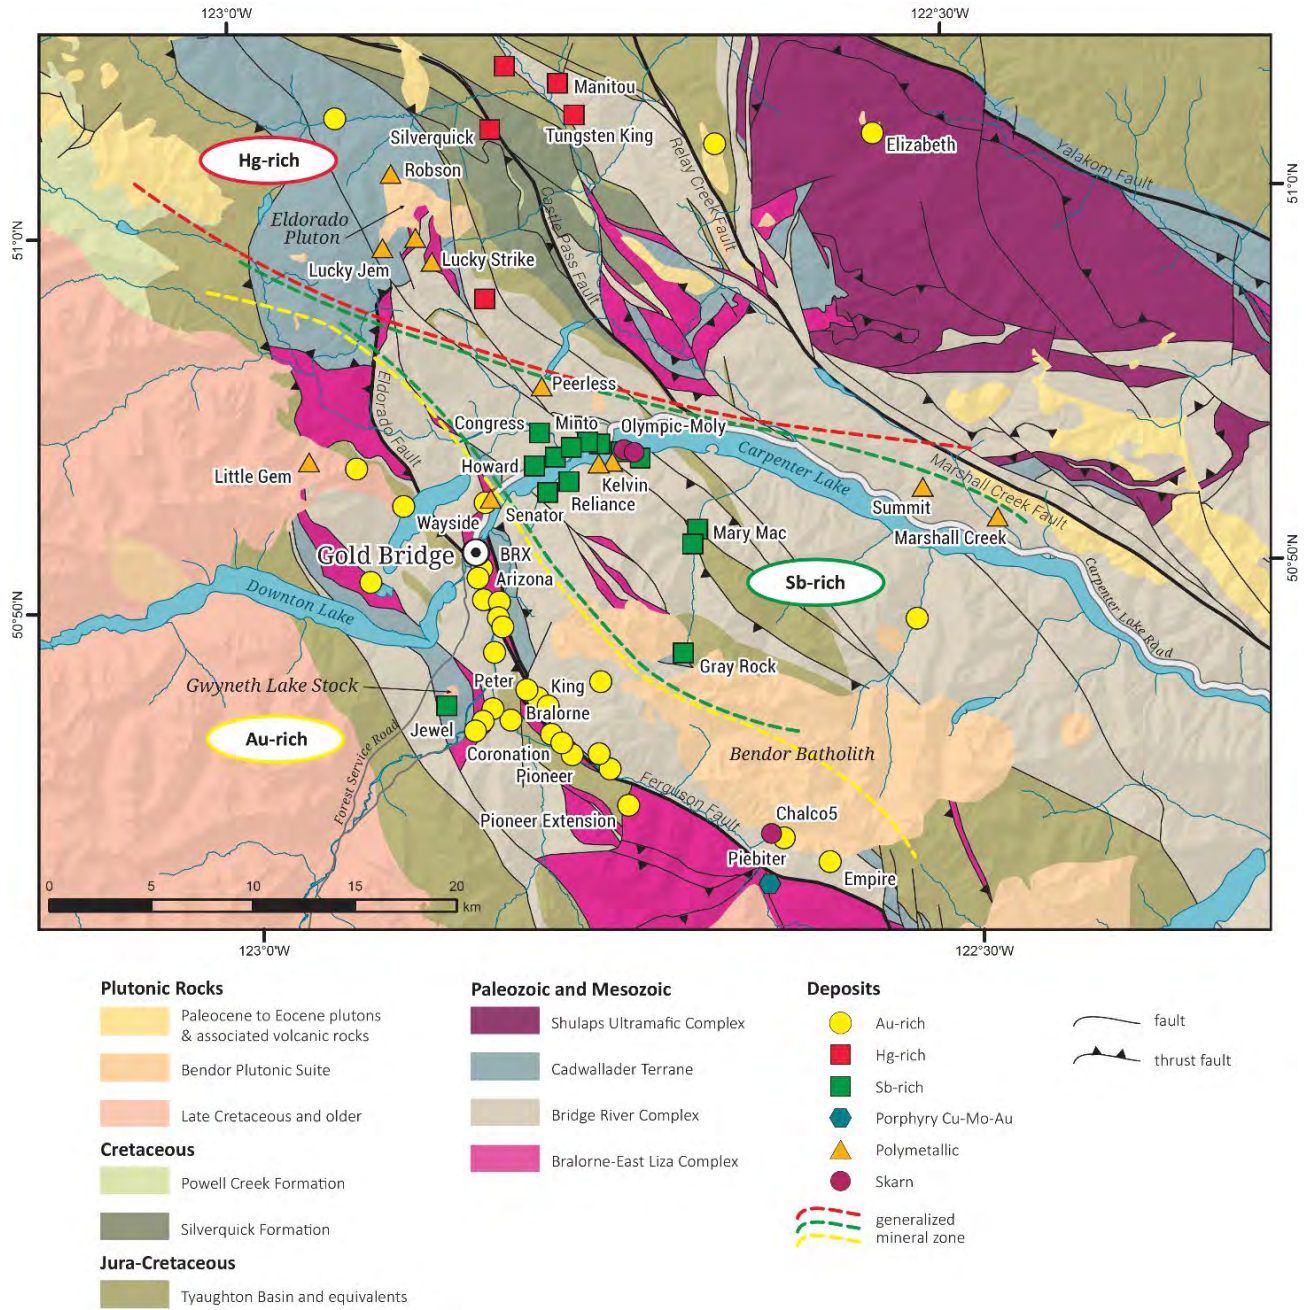 123°0'W
122°30'W
Manitou
Silverquick
Tungsten King
Elizabeth
Yalakom Fault
Hg-rich
Robson
Relay Creek Fault
51°0'N
Eldorado
Pluton
Castle Pass Fault
51°0'N
Lucky Jem
Lucky Strike
Peerless
Eldorado Fault
Congress
Minto
Olympic-Moly
Carpenter Lake
Marshall Creek Fault
Little Gem
Howard
Kelvin
Reliance
Summit
Wayside
Senator
Mary Mac
Marshall Creek
Gold Bridge
BRX
Arizona
50°50'N
Downton Lake
Sb-rich
Carpenter Lake Road
50°50'N
Gray Rock
Gwyneth Lake Stock
Peter
King
Jewel
Bralorne
Au-rich
Forest Service Road
Coronation
Pioneer
Bendor Batholith
Ferguson Fault
Pioneer Extension
Chalco5
Piebiter
Empire
0 5 10 15 20
km
123°0'W
122°30'W
Plutonic Rocks
Paleocene to Eocene plutons
& associated volcanic rocks
Bendor Plutonic Suite
Late Cretaceous and older
Cretaceous
Powell Creek Formation
Silverquick Formation
Jura-Cretaceous
Tyaughton Basin and equivalents
Paleozoic and Mesozoic
Shulaps Ultramafic Complex
Cadwallader Terrane
Bridge River Complex
Bralorne-East Liza Complex
Deposits
Au-rich
Hg-rich
Sb-rich
Porphyry Cu-Mo-Au
Polymetallic
Skarn
generalized
mineral zone
fault
thrust fault